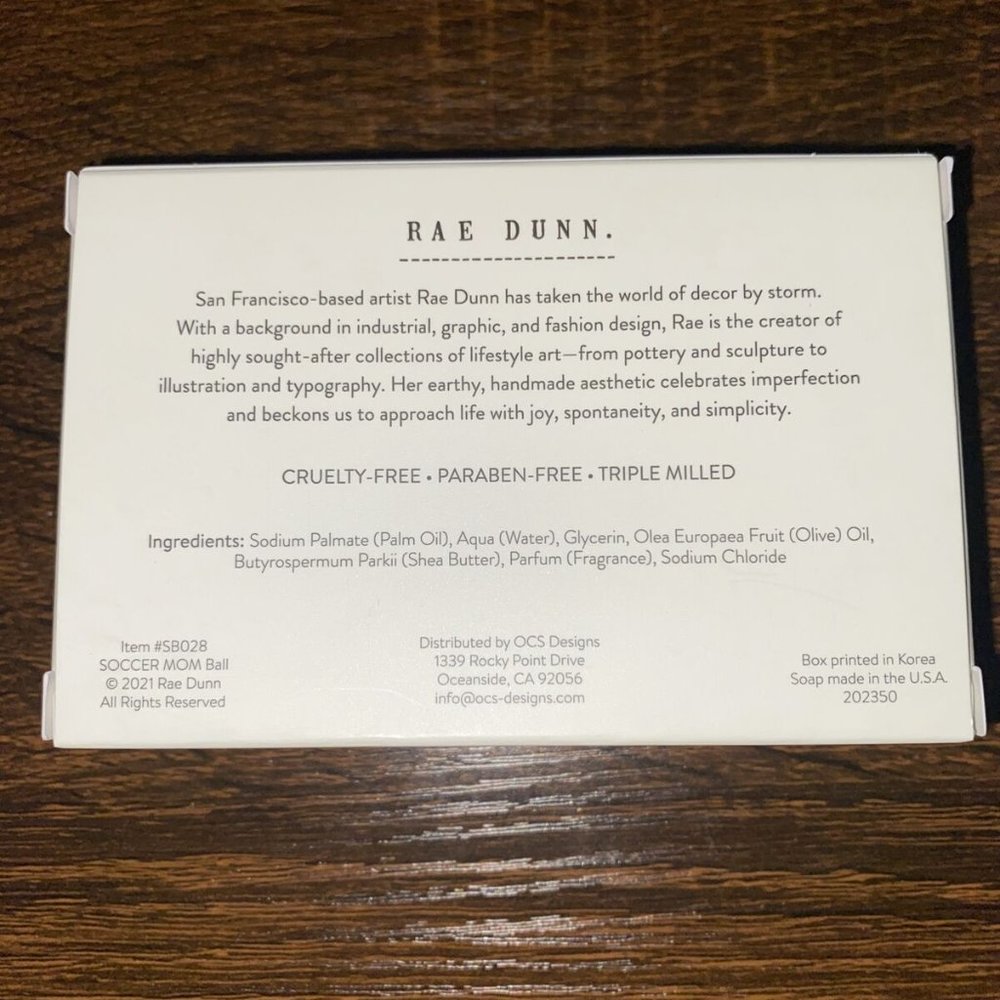 RAE DUNN.
San Francisco-based artist Rae Dunn has taken the world of decor by storm.
With a background in industrial, graphic, and fashion design, Rae is the creator of
highly sought-after collections of lifestyle art—from pottery and sculpture to
illustration and typography. Her earthy, handmade aesthetic celebrates imperfection
and beckons us to approach life with joy, spontaneity, and simplicity.
CRUELTY-FREE • PARABEN-FREE • TRIPLE MILLED
Ingredients: Sodium Palmate (Palm Oil), Aqua (Water), Glycerin, Olea Europaea Fruit (Olive) Oil,
Butyrospermum Parkii (Shea Butter), Parfum (Fragrance), Sodium Chloride
Item #SB028
SOCCER MOM Ball
© 2021 Rae Dunn
All Rights Reserved
Distributed by OCS Designs
1339 Rocky Point Drive
Oceanside, CA 92056
info@ocs-designs.com
Box printed in Korea
Soap made in the U.S.A.
202350